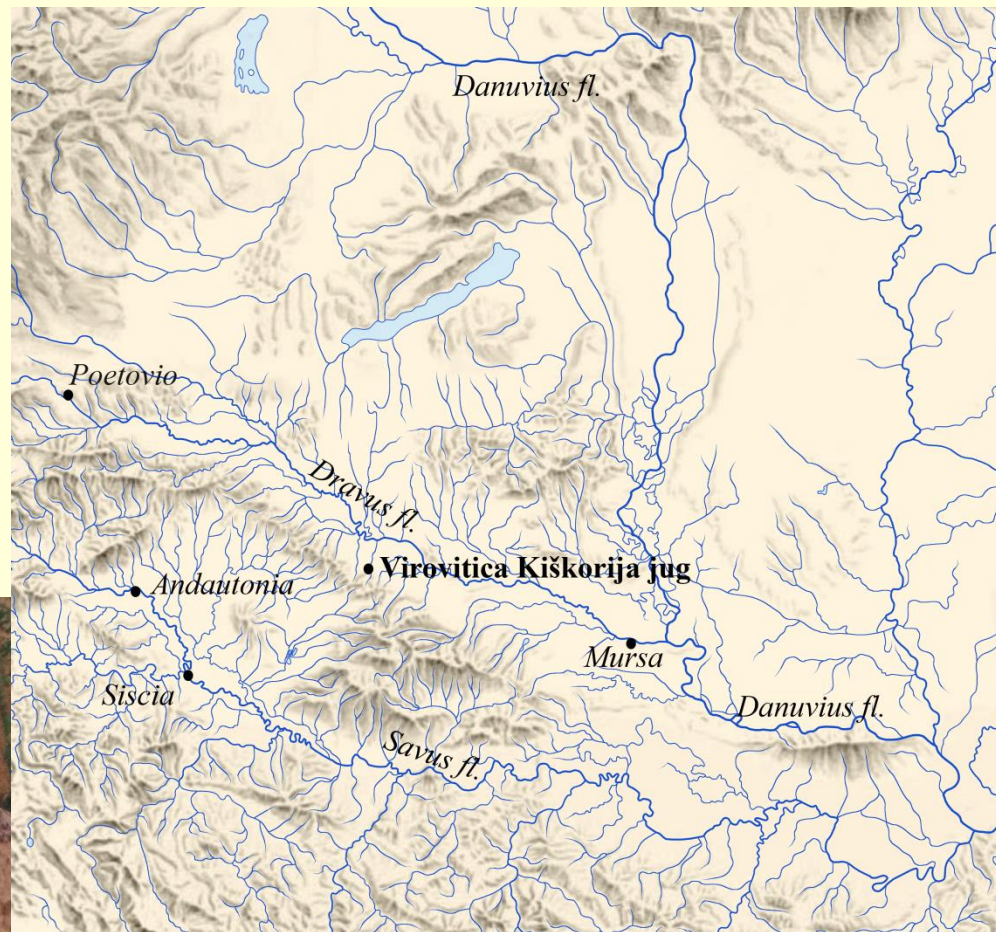 Danuvius fl.
Poetovio
Dravus fl.
Virovitica Kiškorija jug
Andautonia
Mursa
Siscia
Danuvius fl.
Savus fl.